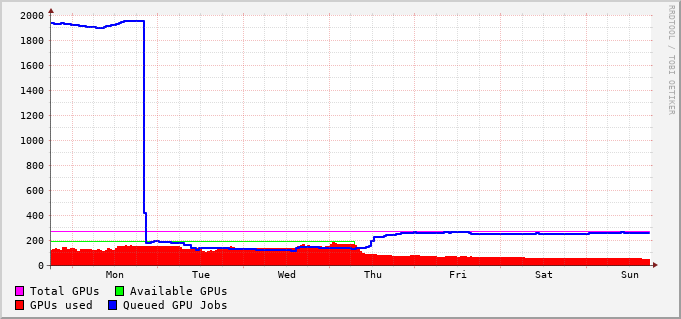 2000
1800
1600
1400
1200
1000
800
600
400
200
0
Mon Tue Wed Thu Fri Sat Sun
Total GPUs Available GPUs
GPUs used Queued GPU Jobs
RRDTOOL / TOBI OETIKER